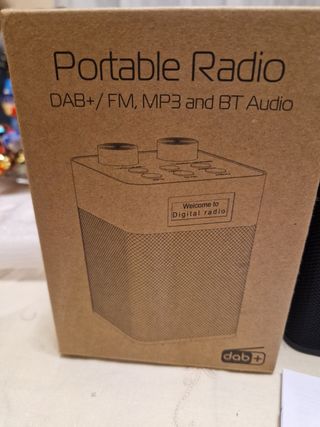 Portable Radio
DAB+/ FM, MP3 and BT Audio
Welcome to
Digital radio
dab+